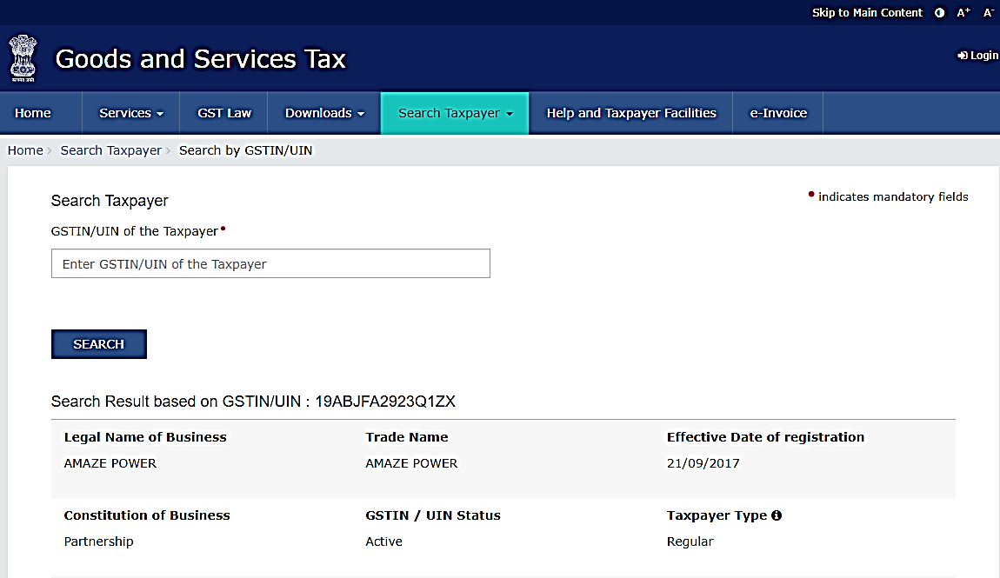 Skip to Main Content A+ A-
Goods and Services Tax
Login
Home Services GST Law Downloads Search Taxpayer Help and Taxpayer Facilities e-Invoice
Home › Search Taxpayer › Search by GSTIN/UIN
Search Taxpayer
• indicates mandatory fields
GSTIN/UIN of the Taxpayer•
Enter GSTIN/UIN of the Taxpayer
SEARCH
Search Result based on GSTIN/UIN : 19ABJFA2923Q1ZX
Legal Name of Business Trade Name Effective Date of registration
AMAZE POWER AMAZE POWER 21/09/2017
Constitution of Business GSTIN / UIN Status Taxpayer Type
Partnership Active Regular